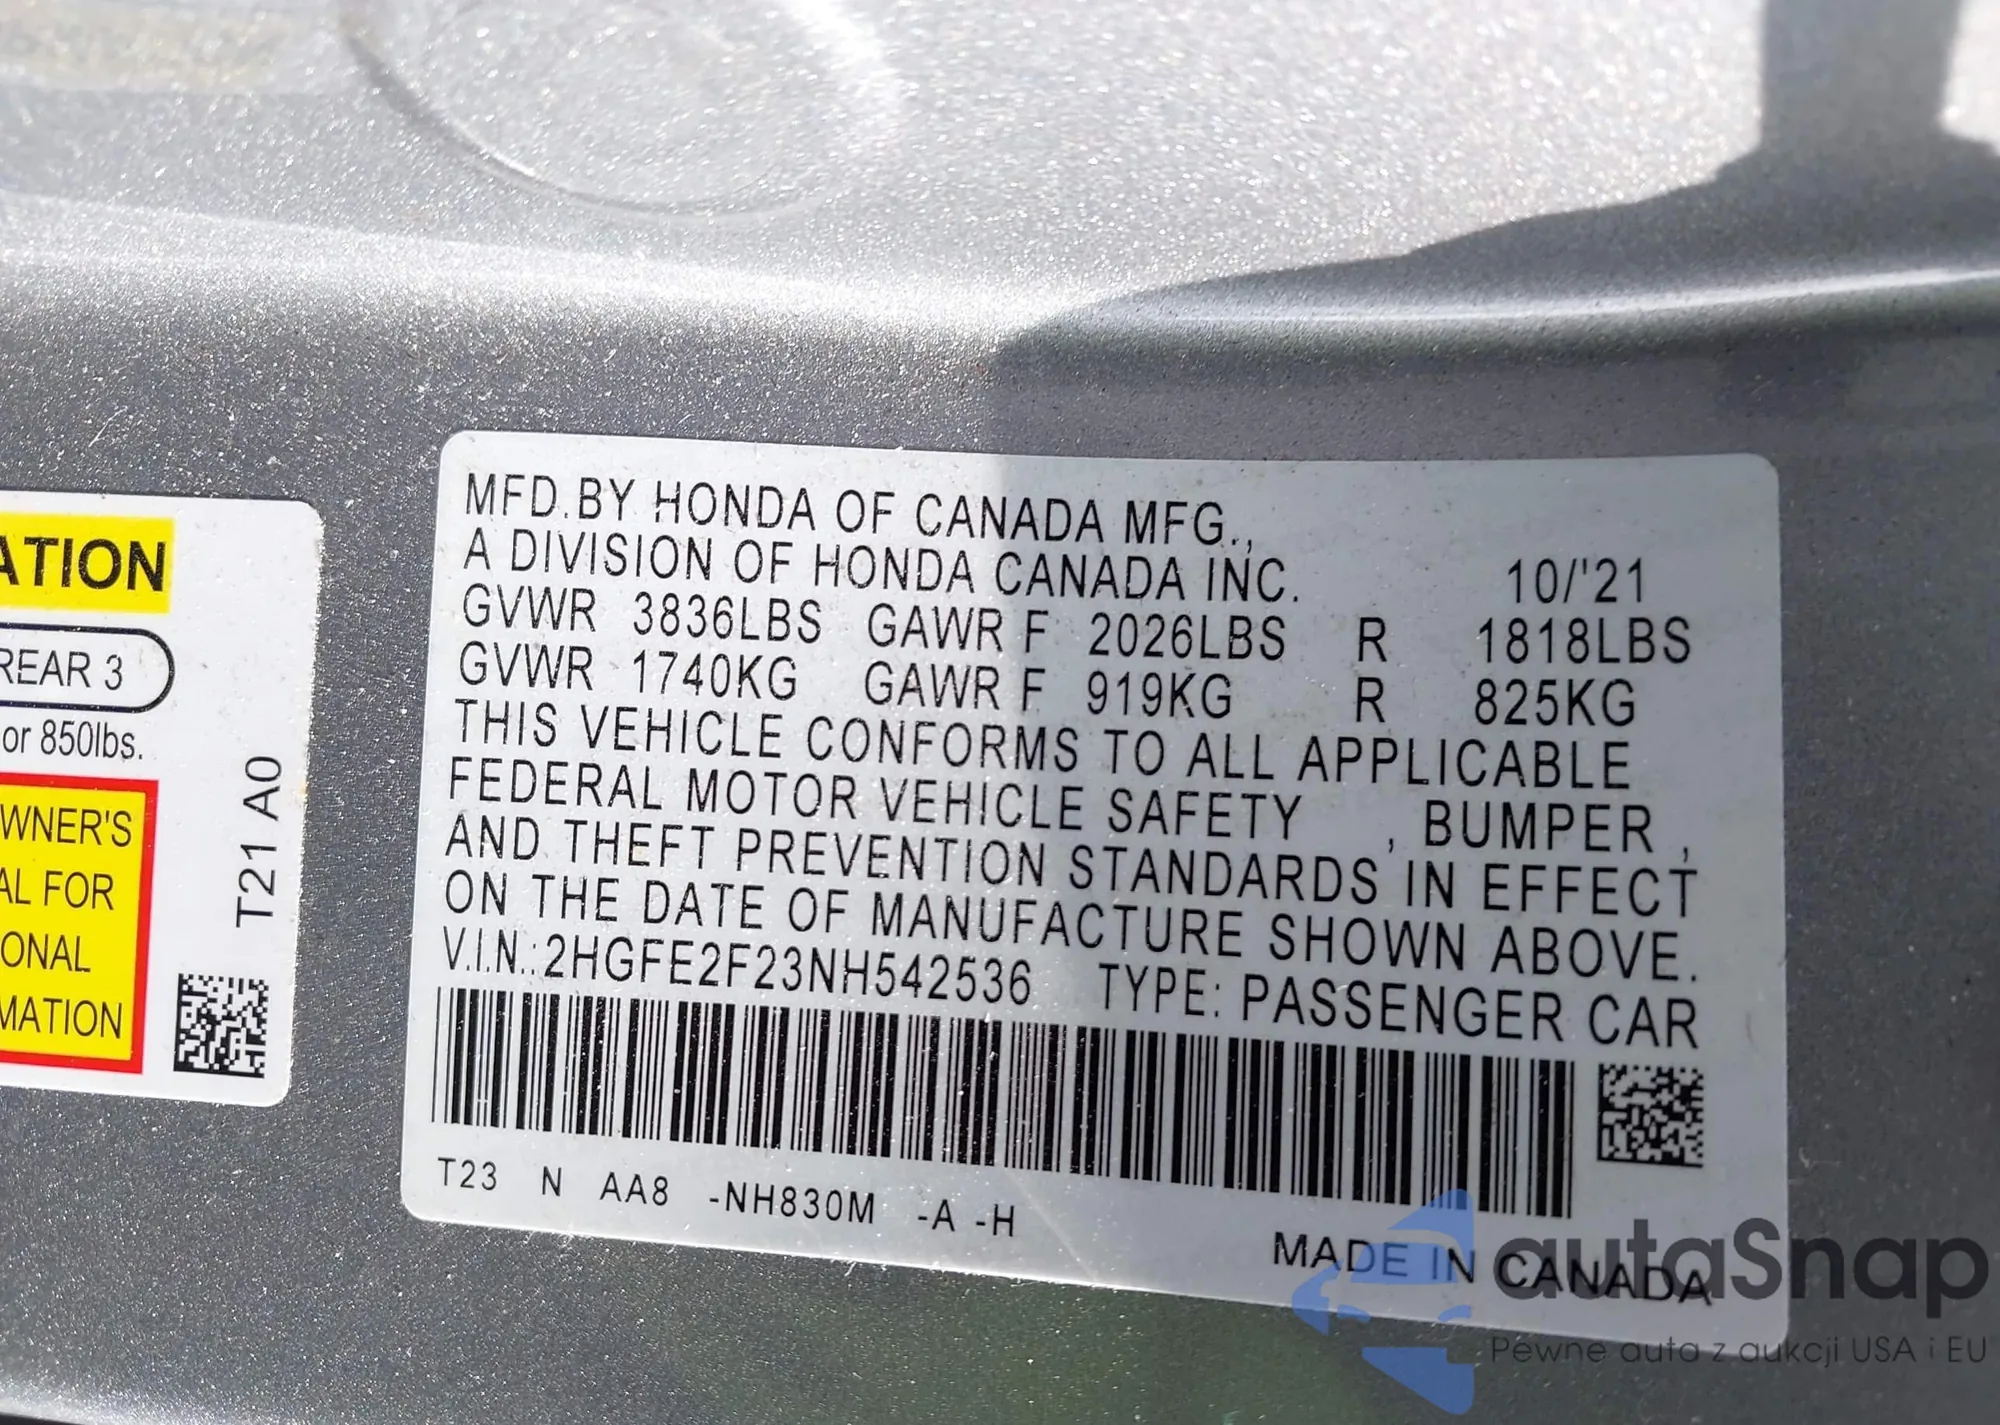 ATION
REAR 3
or 850lbs.
WNER'S
AL FOR
ONAL
MATION
T21 A0
MFD.BY HONDA OF CANADA MFG.,
A DIVISION OF HONDA CANADA INC. 10/'21
GVWR 3836LBS GAWR F 2026LBS R 1818LBS
GVWR 1740KG GAWR F 919KG R 825KG
THIS VEHICLE CONFORMS TO ALL APPLICABLE
FEDERAL MOTOR VEHICLE SAFETY , BUMPER ,
AND THEFT PREVENTION STANDARDS IN EFFECT
ON THE DATE OF MANUFACTURE SHOWN ABOVE.
V.I.N.:2HGFE2F23NH542536 TYPE: PASSENGER CAR
T23 N AA8 -NH830M -A -H
MADE IN CANADA
autaSnap
Pewne auta z aukcji USA i EU